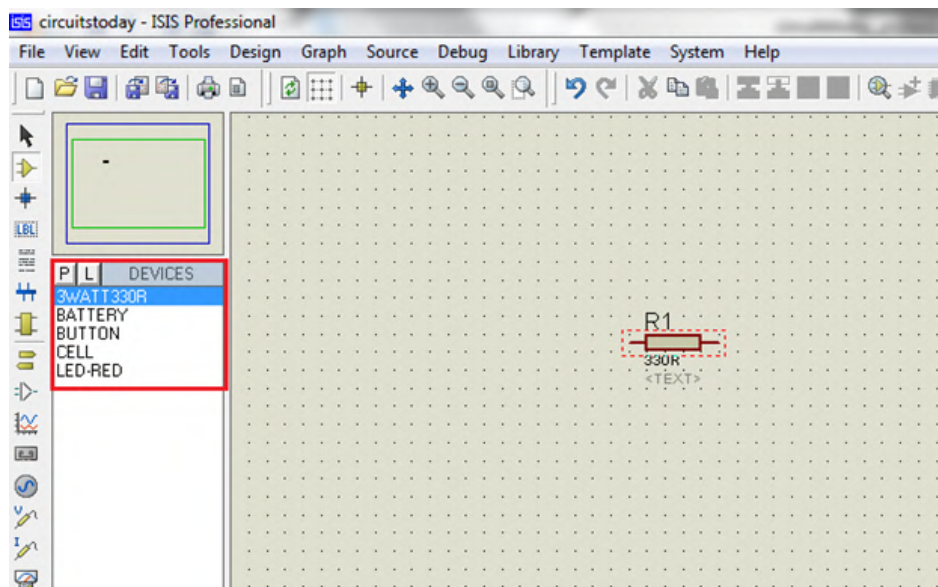 ISIS circuitstoday - ISIS Professional
File View Edit Tools Design Graph Source Debug Library Template System Help
LBL
P L DEVICES
3WATT330R
BATTERY
BUTTON
CELL
LED-RED
R1
330R
<TEXT>
V
I